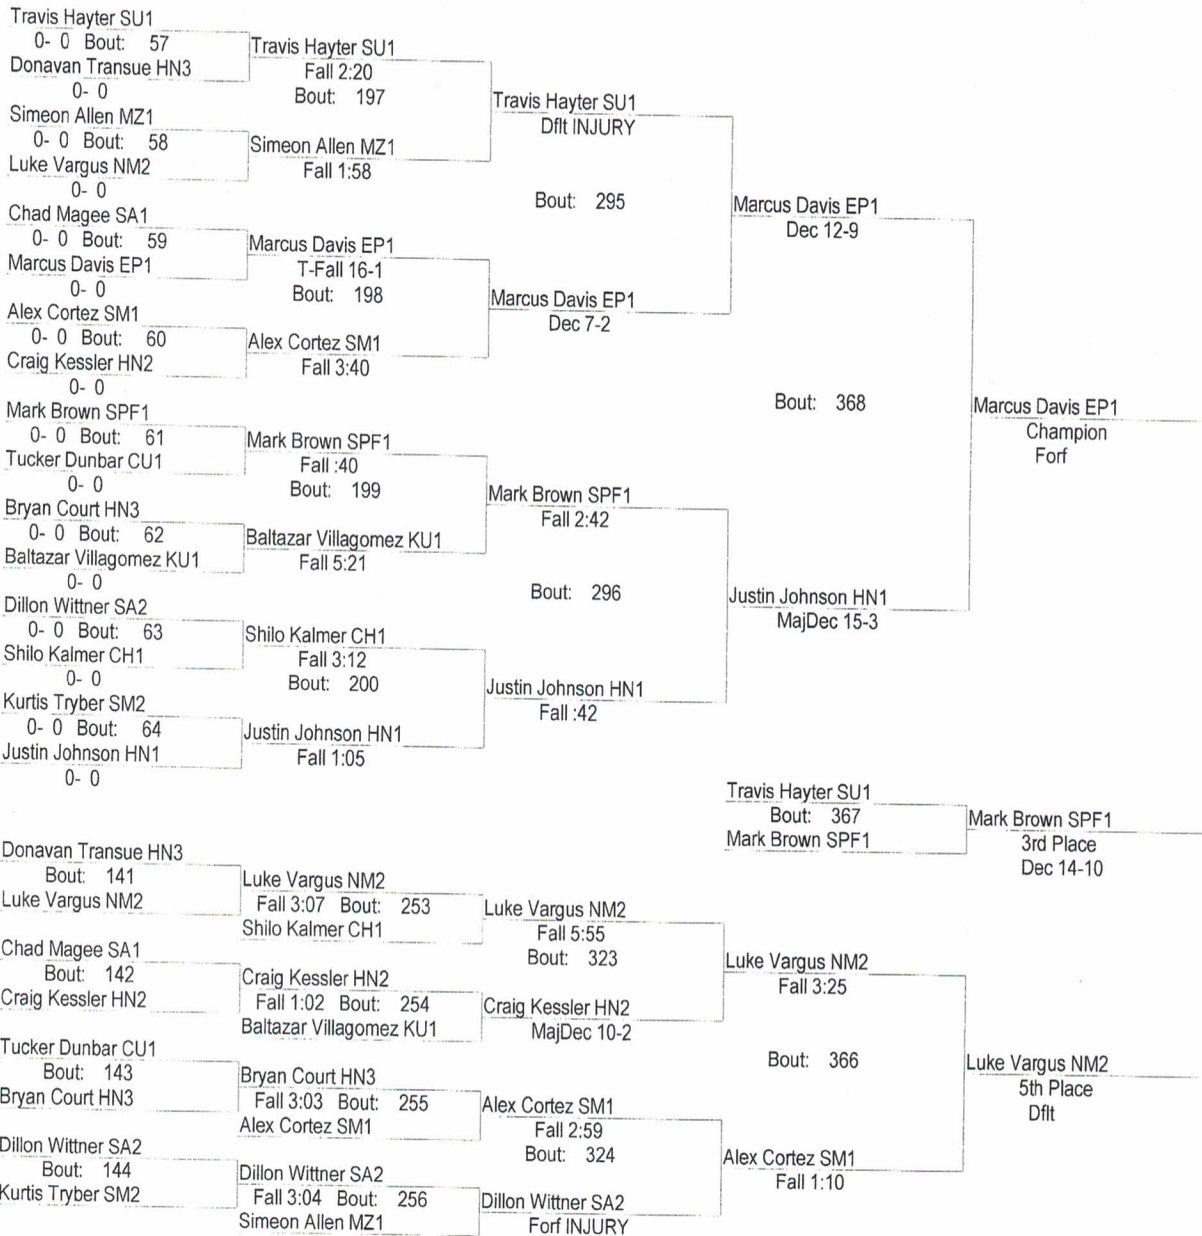 Travis Hayter SU1
0- 0 Bout: 57
Donavan Transue HN3
0- 0
Simeon Allen MZ1
0- 0 Bout: 58
Luke Vargus NM2
0- 0
Chad Magee SA1
0- 0 Bout: 59
Marcus Davis EP1
0- 0
Alex Cortez SM1
0- 0 Bout: 60
Craig Kessler HN2
0- 0
Mark Brown SPF1
0- 0 Bout: 61
Tucker Dunbar CU1
0- 0
Bryan Court HN3
0- 0 Bout: 62
Baltazar Villagomez KU1
0- 0
Dillon Wittner SA2
0- 0 Bout: 63
Shilo Kalmer CH1
0- 0
Kurtis Tryber SM2
0- 0 Bout: 64
Justin Johnson HN1
0- 0
Travis Hayter SU1
Fall 2:20
Bout: 197
Simeon Allen MZ1
Fall 1:58
Marcus Davis EP1
T-Fall 16-1
Bout: 198
Alex Cortez SM1
Fall 3:40
Mark Brown SPF1
Fall :40
Bout: 199
Baltazar Villagomez KU1
Fall 5:21
Shilo Kalmer CH1
Fall 3:12
Bout: 200
Justin Johnson HN1
Fall 1:05
Travis Hayter SU1
Dflt INJURY
Bout: 295
Marcus Davis EP1
Dec 7-2
Mark Brown SPF1
Fall 2:42
Bout: 296
Justin Johnson HN1
Fall :42
Marcus Davis EP1
Dec 12-9
Bout: 368
Justin Johnson HN1
MajDec 15-3
Marcus Davis EP1
Champion
Forf
Travis Hayter SU1
Bout: 367
Mark Brown SPF1
Mark Brown SPF1
3rd Place
Dec 14-10
Donavan Transue HN3
Bout: 141
Luke Vargus NM2
Chad Magee SA1
Bout: 142
Craig Kessler HN2
Tucker Dunbar CU1
Bout: 143
Bryan Court HN3
Dillon Wittner SA2
Bout: 144
Kurtis Tryber SM2
Luke Vargus NM2
Fall 3:07 Bout: 253
Shilo Kalmer CH1
Craig Kessler HN2
Fall 1:02 Bout: 254
Baltazar Villagomez KU1
Bryan Court HN3
Fall 3:03 Bout: 255
Alex Cortez SM1
Dillon Wittner SA2
Fall 3:04 Bout: 256
Simeon Allen MZ1
Luke Vargus NM2
Fall 5:55
Bout: 323
Craig Kessler HN2
MajDec 10-2
Alex Cortez SM1
Fall 2:59
Bout: 324
Dillon Wittner SA2
Forf INJURY
Luke Vargus NM2
Fall 3:25
Bout: 366
Alex Cortez SM1
Fall 1:10
Luke Vargus NM2
5th Place
Dflt